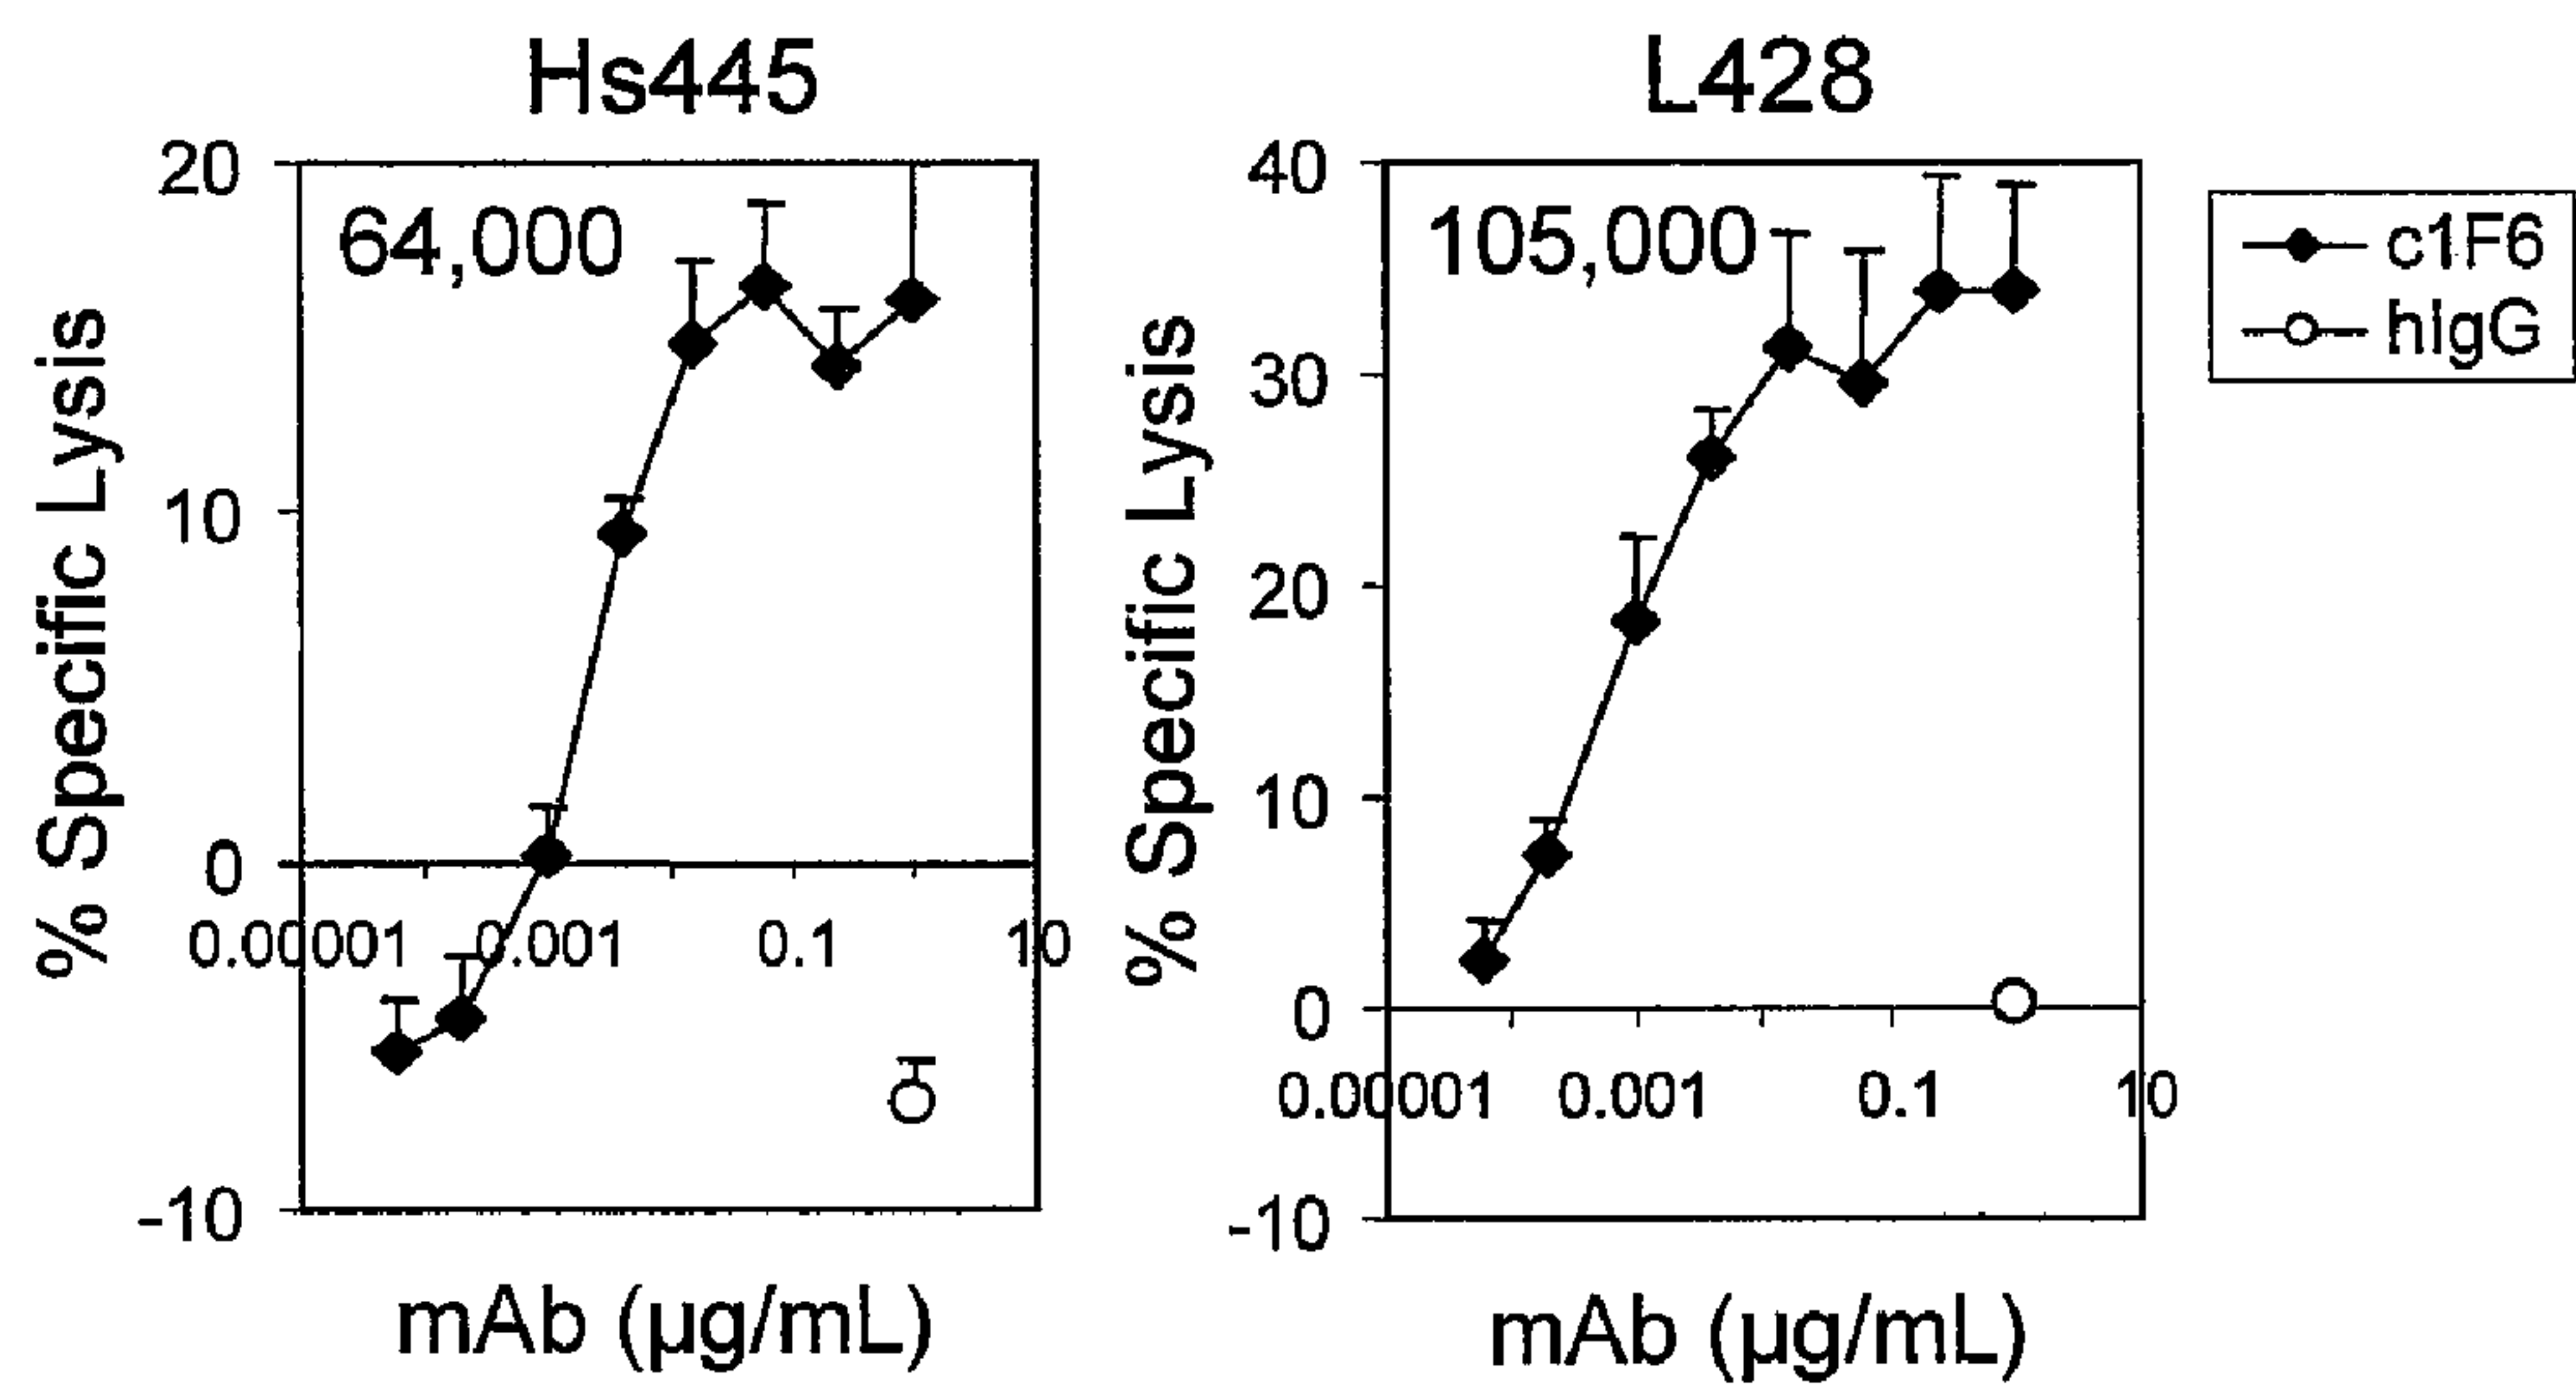 Hs445
20
64,000
10
0
0.00001 0.001 0.1 10
-10
% Specific Lysis
mAb (µg/mL)
L428
40
105,000
30
20
10
0
0.00001 0.001 0.1 10
-10
% Specific Lysis
mAb (µg/mL)
c1F6
hIgG